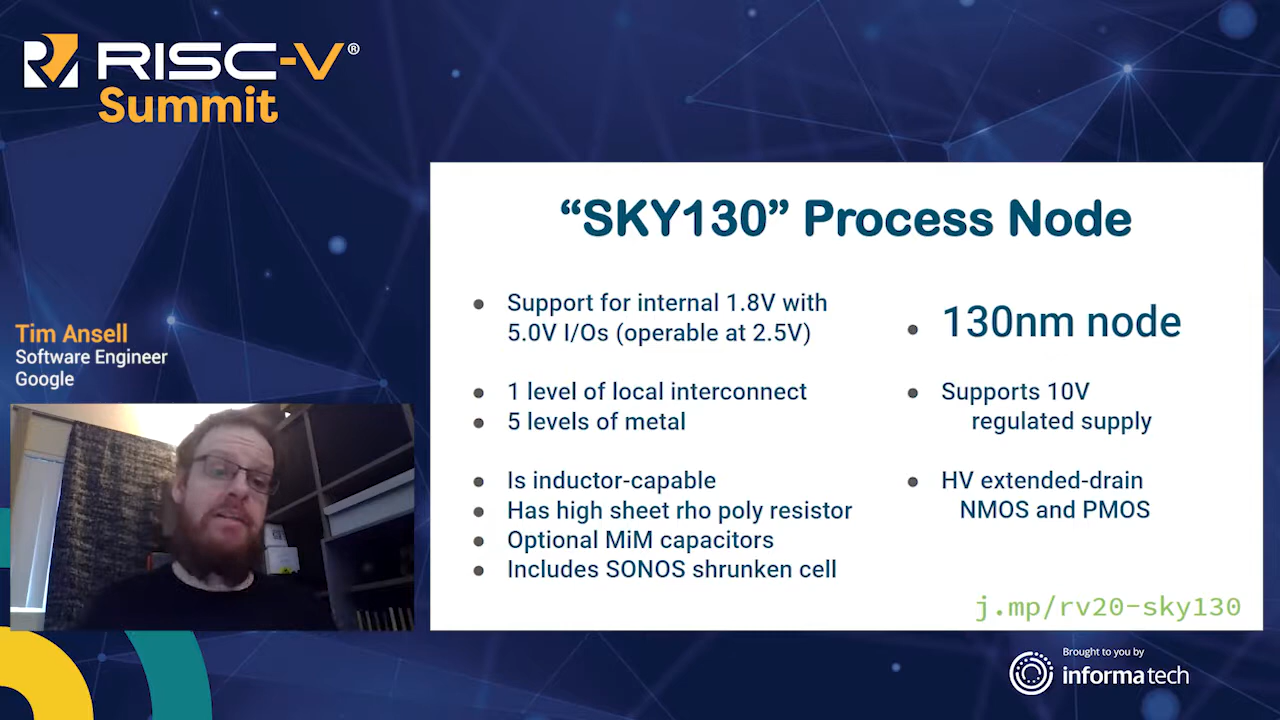 RISC-V®
Summit
Tim Ansell
Software Engineer
Google
“SKY130” Process Node
● Support for internal 1.8V with
5.0V I/Os (operable at 2.5V)
● 1 level of local interconnect
● 5 levels of metal
● Is inductor-capable
● Has high sheet rho poly resistor
● Optional MiM capacitors
● Includes SONOS shrunken cell
● 130nm node
● Supports 10V
regulated supply
● HV extended-drain
NMOS and PMOS
j.mp/rv20-sky130
Brought to you by
informa tech